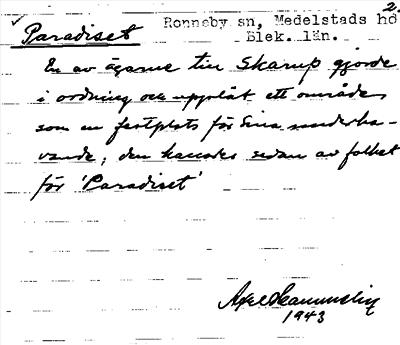 2.
Paradiset Ronneby sn, Medelstads hd
Blek. län.
En av ägarne till Skarup gjorde
i ordning och upplät ett område
som en festplats för sina underha-
vande; den kallades sedan av folket
för 'Paradiset'
Axel
1943